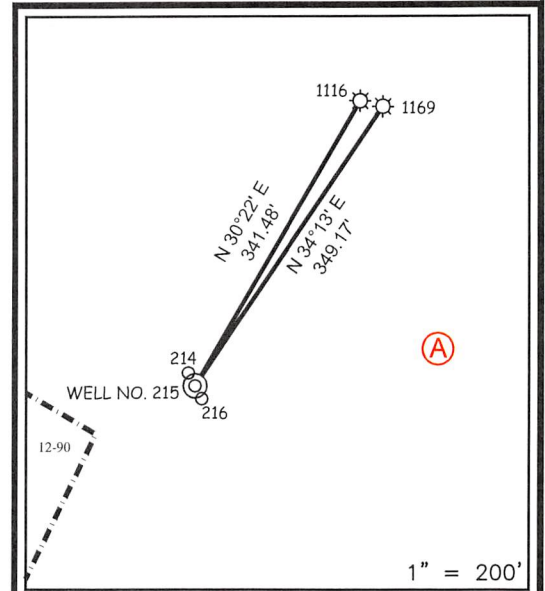 1116
1169
N 30°22' E
341.48'
N 34°13' E
349.17'
A
214
WELL NO. 215
216
12-90
1" = 200'